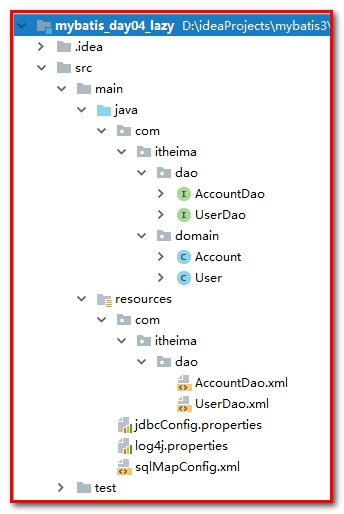 mybatis_day04_lazy D:\ideaProjects\mybatis3\
.idea
src
main
java
com
itheima
dao
AccountDao
UserDao
domain
Account
User
resources
com
itheima
dao
AccountDao.xml
UserDao.xml
jdbcConfig.properties
log4j.properties
sqlMapConfig.xml
test